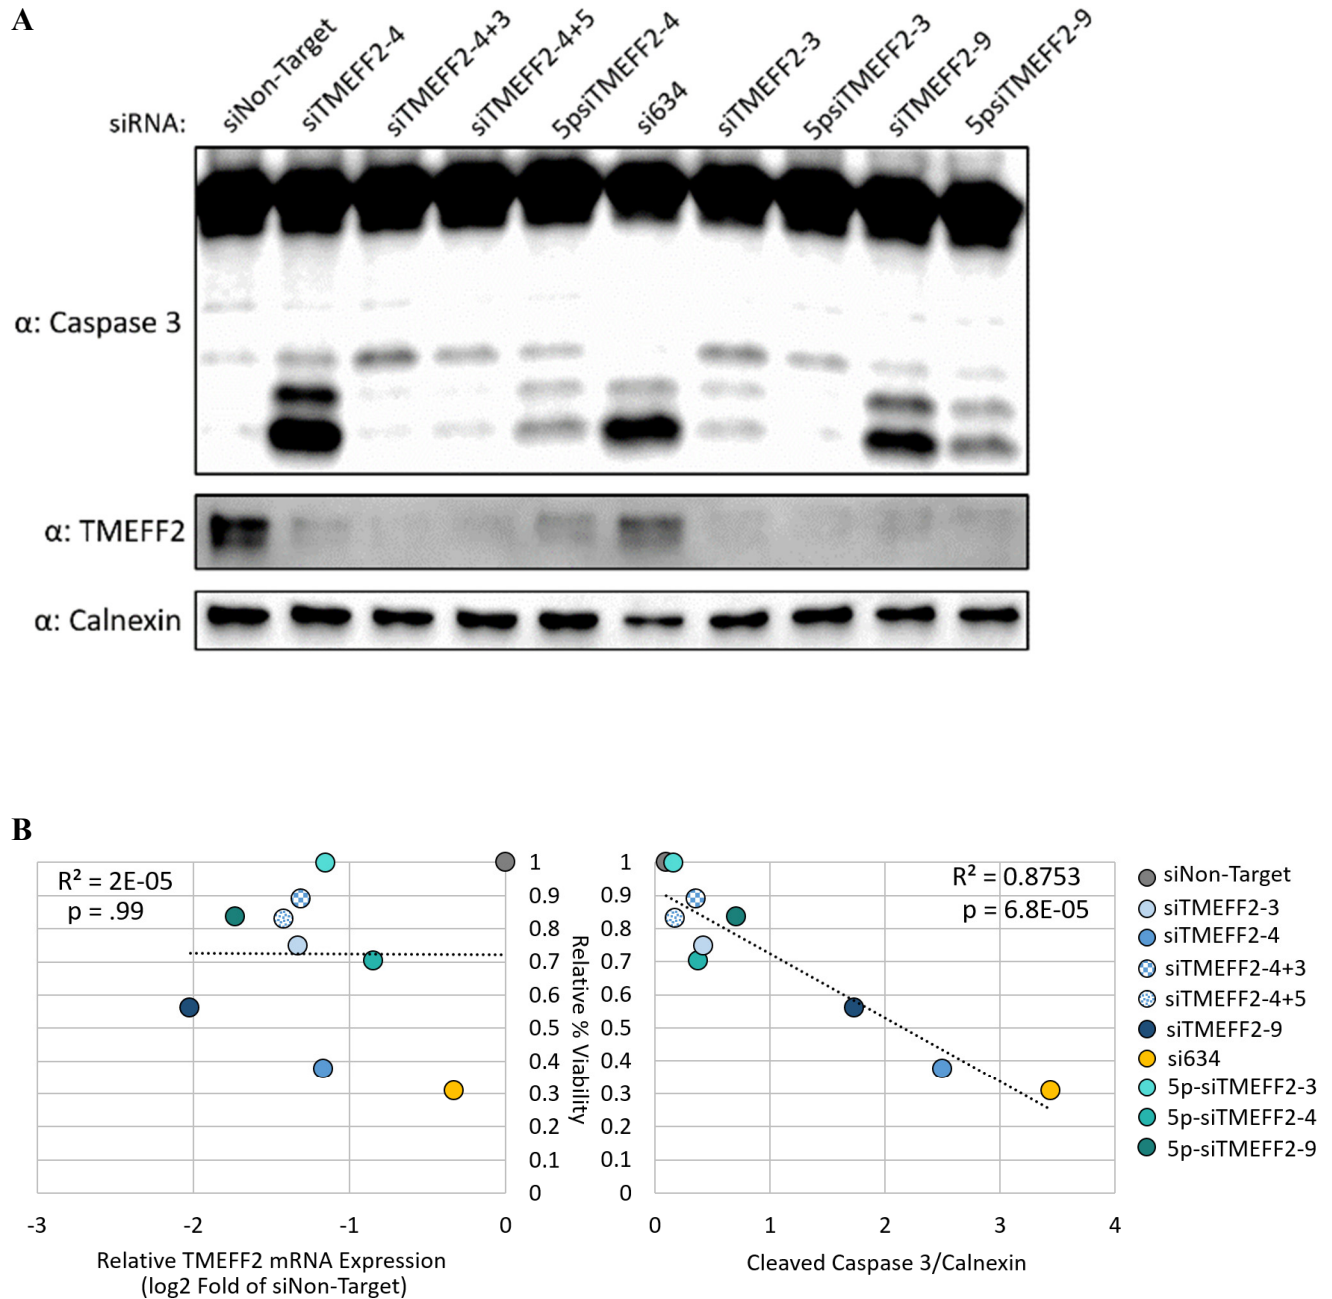 A
siRNA:
siNon-Target
siTMEFF2-4
siTMEFF2-4+3
siTMEFF2-4+5
5psiTMEFF2-4
si634
siTMEFF2-3
5psiTMEFF2-3
siTMEFF2-9
5psiTMEFF2-9
α: Caspase 3
α: TMEFF2
α: Calnexin
B
R² = 2E-05
p = .99
1
0.9
0.8
0.7
0.6
0.5
0.4
0.3
0.2
0.1
0
-3
-2
-1
0
Relative TMEFF2 mRNA Expression
(log2 Fold of siNon-Target)
Relative % Viability
R² = 0.8753
p = 6.8E-05
1
0.9
0.8
0.7
0.6
0.5
0.4
0.3
0.2
0.1
0
0
1
2
3
4
Cleaved Caspase 3/Calnexin
siNon-Target
siTMEFF2-3
siTMEFF2-4
siTMEFF2-4+3
siTMEFF2-4+5
siTMEFF2-9
si634
5p-siTMEFF2-3
5p-siTMEFF2-4
5p-siTMEFF2-9